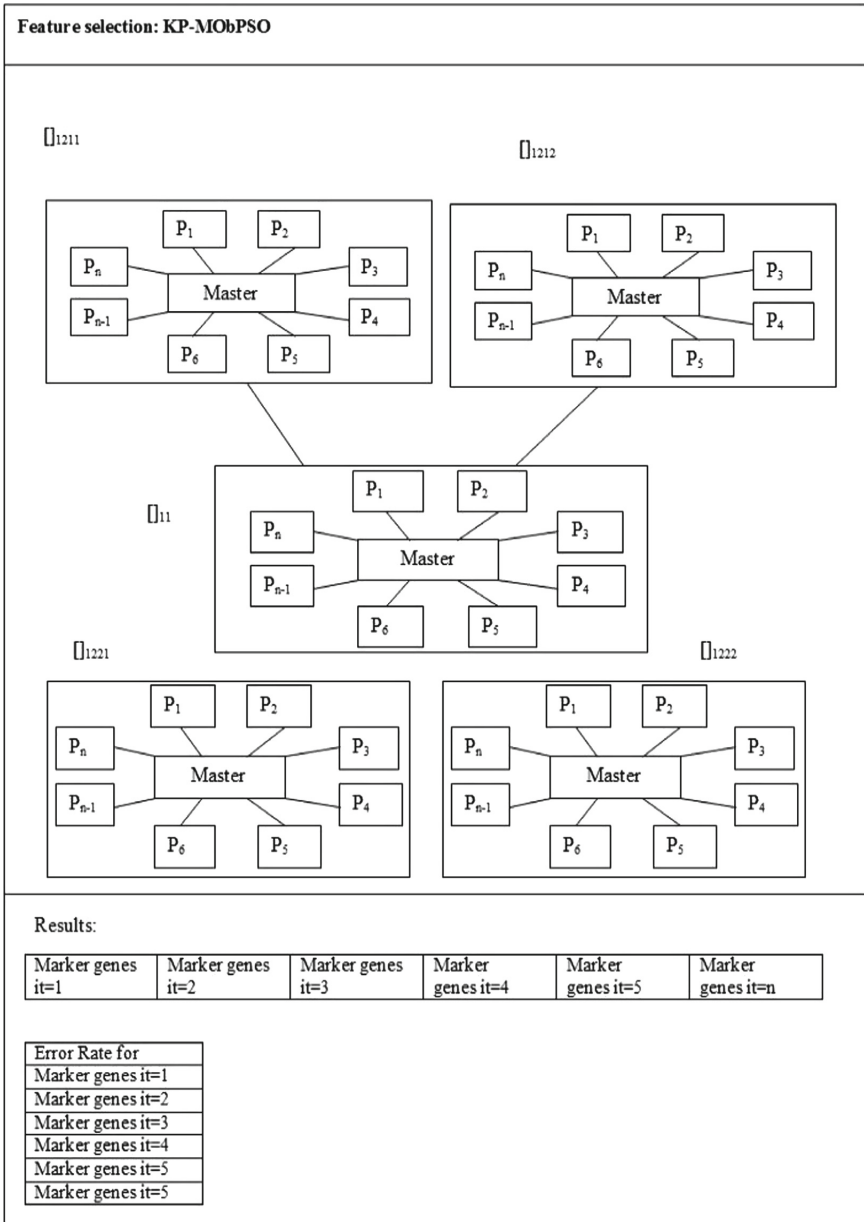 Feature selection: KP-MObPSO
[]1211
[]1212
P1 P2
Pn P3
Master
Pn-1 P4
P6 P5
P1 P2
Pn P3
Master
Pn-1 P4
P6 P5
[]11
P1 P2
Pn P3
Master
Pn-1 P4
P6 P5
[]1221
[]1222
P1 P2
Pn P3
Master
Pn-1 P4
P6 P5
P1 P2
Pn P3
Master
Pn-1 P4
P6 P5
Results:
Marker genes
it=1
Marker genes
it=2
Marker genes
it=3
Marker
genes it=4
Marker
genes it=5
Marker
genes it=n
Error Rate for
Marker genes it=1
Marker genes it=2
Marker genes it=3
Marker genes it=4
Marker genes it=5
Marker genes it=5